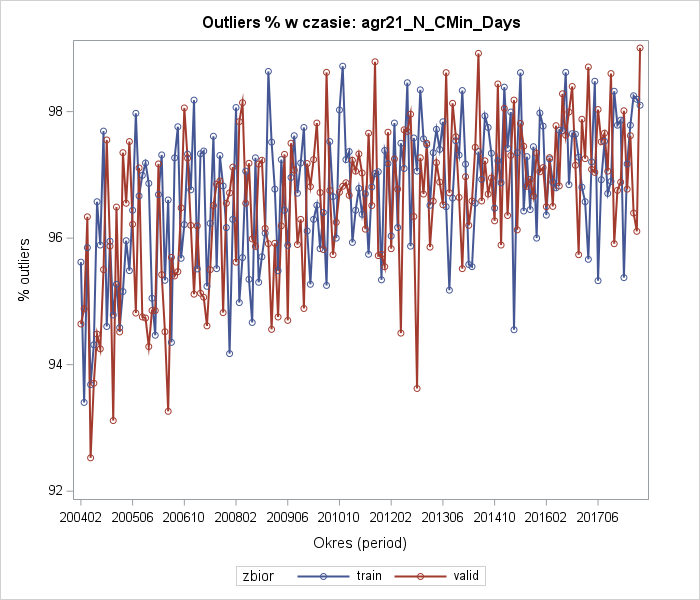 Outliers % w czasie: agr21_N_CMin_Days
% outliers
98
96
94
92
200402 200506 200610 200802 200906 201010 201202 201306 201410 201602 201706
Okres (period)
zbior train valid